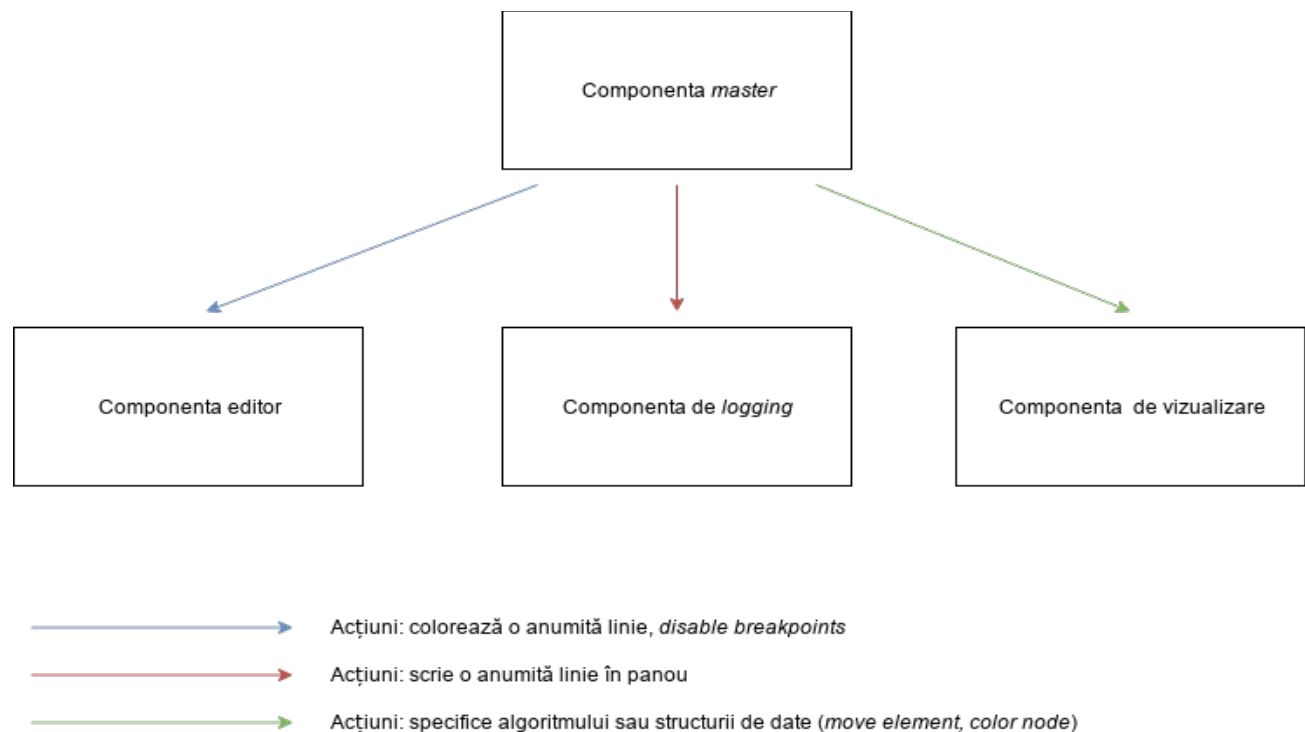 Componenta master
Componenta editor
Componenta de logging
Componenta de vizualizare
Acțiuni: colorează o anumită linie, disable breakpoints
Acțiuni: scrie o anumită linie în panou
Acțiuni: specifice algoritmului sau structurii de date (move element, color node)